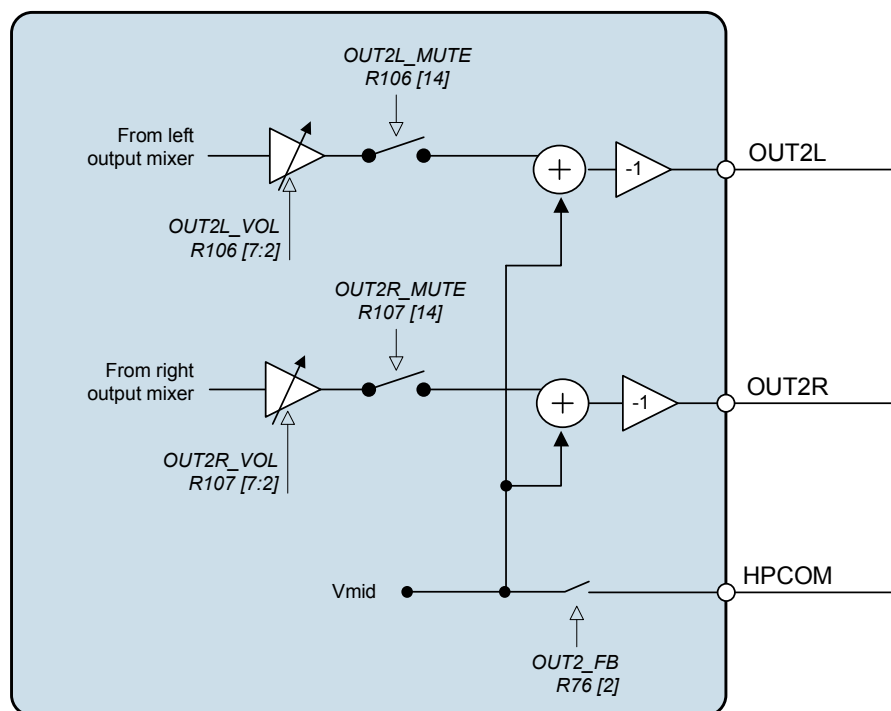 OUT2L_MUTE
R106 [14]
From left
output mixer
+
-1
OUT2L
OUT2L_VOL
R106 [7:2]
OUT2R_MUTE
R107 [14]
From right
output mixer
+
-1
OUT2R
OUT2R_VOL
R107 [7:2]
Vmid
HPCOM
OUT2_FB
R76 [2]